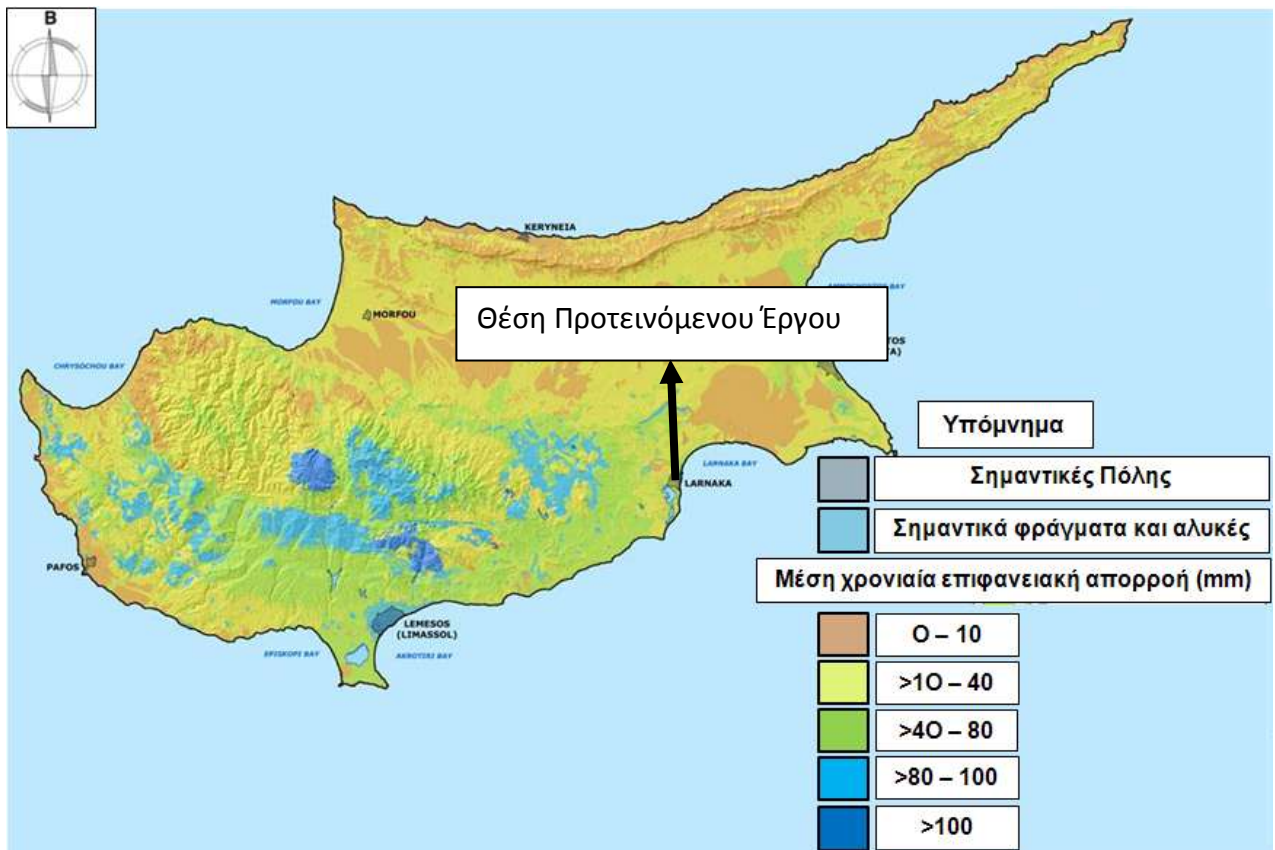 Β
KERYNEIA
MORFOU BAY
MORFOU
Θέση Προτεινόμενου Έργου
TOS
TA)
CHRYSOCHOU BAY
Υπόμνημα
LARNAKA BAY
LARNAKA
Σημαντικές Πόλης
Σημαντικά φράγματα και αλυκές
PAFOS
Μέση χρονιαία επιφανειακή απορροή (mm)
LEMESOS
(LIMASSOL)
EPISKOPI BAY
AKROTIRI BAY
O – 10
>1O – 40
>4O – 80
>80 – 100
>100